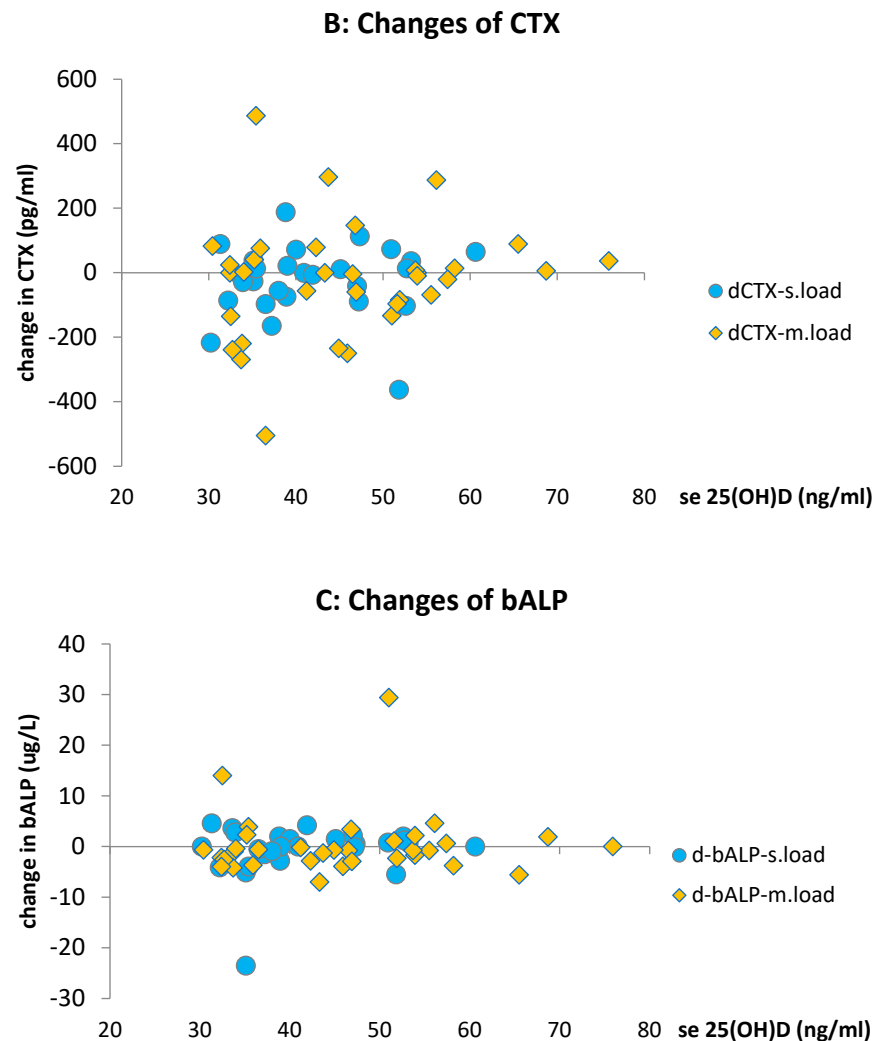 B: Changes of CTX
600
400
200
0
-200
-400
-600
change in CTX (pg/ml)
20 30 40 50 60 70 80 se 25(OH)D (ng/ml)
dCTX-s.load
dCTX-m.load
C: Changes of bALP
40
30
20
10
0
-10
-20
-30
change in bALP (ug/L)
20 30 40 50 60 70 80 se 25(OH)D (ng/ml)
d-bALP-s.load
d-bALP-m.load